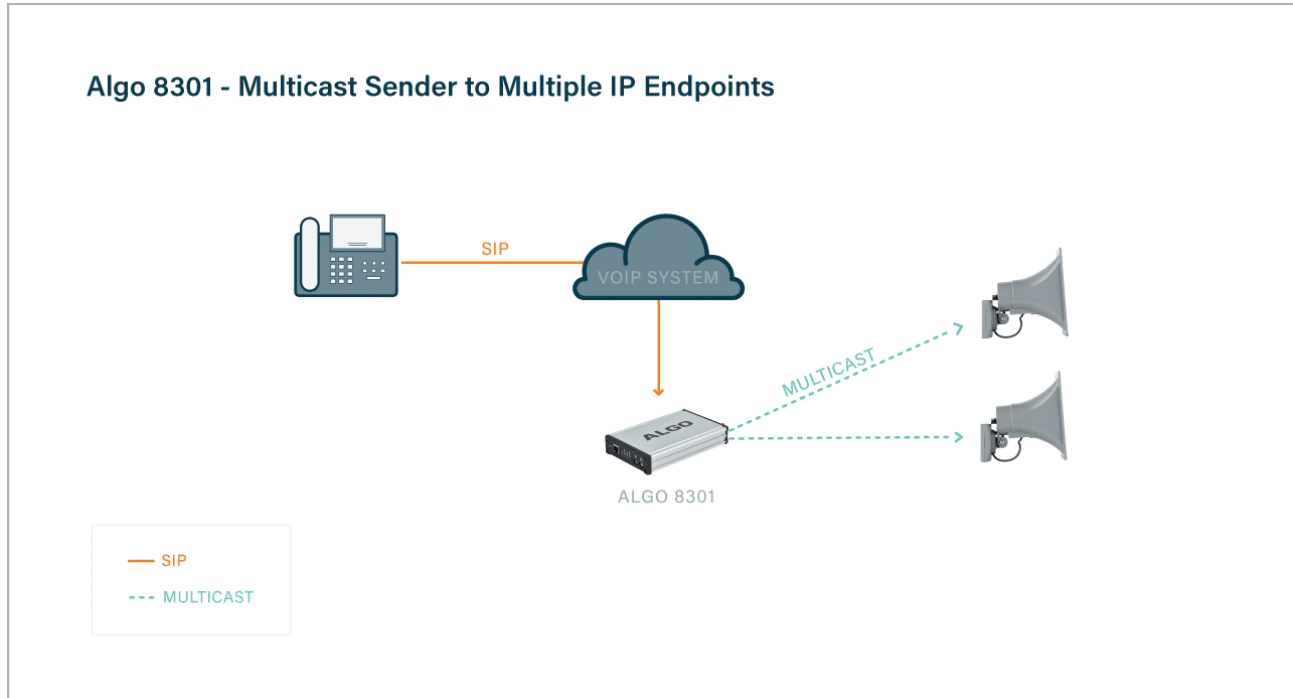 Algo 8301 - Multicast Sender to Multiple IP Endpoints
SIP
VOIP SYSTEM
MULTICAST
ALGO
ALGO 8301
SIP
MULTICAST